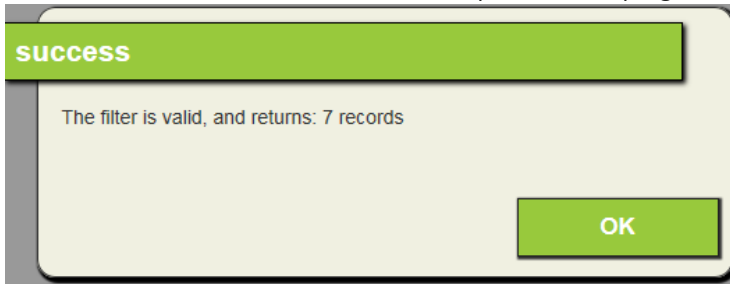 success
The filter is valid, and returns: 7 records
OK